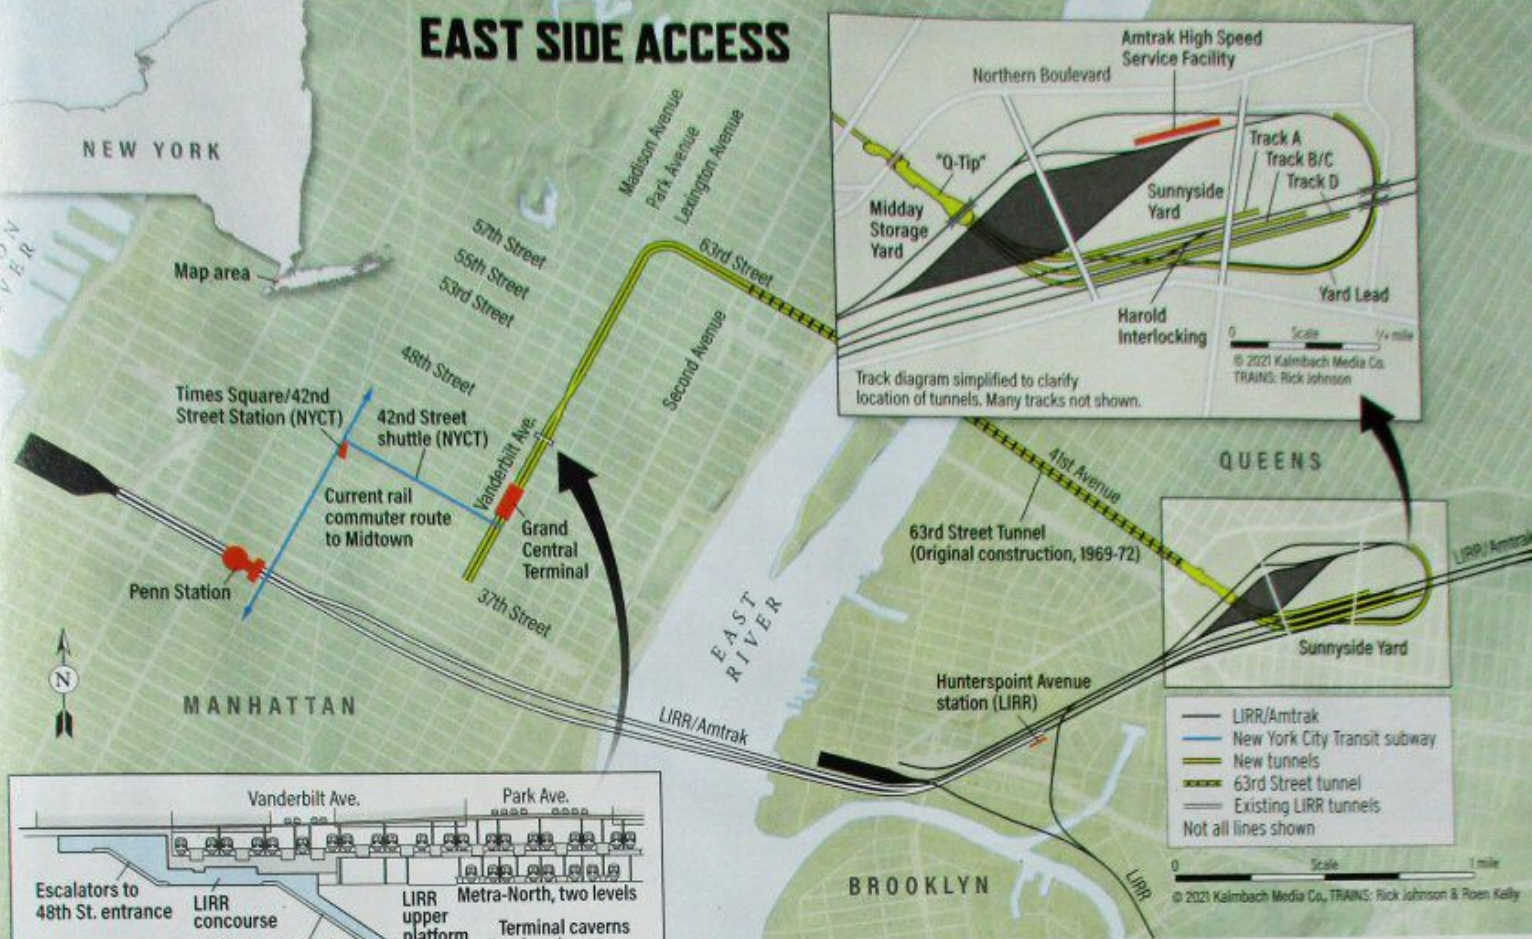 EAST SIDE ACCESS
NEW YORK
Map area
Madison Avenue
Park Avenue
Lexington Avenue
57th Street
55th Street
53rd Street
48th Street
63rd Street
Second Avenue
Times Square/42nd
Street Station (NYCT)
42nd Street
shuttle (NYCT)
Vanderbilt Ave.
Current rail
commuter route
to Midtown
Grand
Central
Terminal
Penn Station
37th Street
N
MANHATTAN
EAST
RIVER
LIRR/Amtrak
Amtrak High Speed
Service Facility
Northern Boulevard
"Q-Tip"
Track A
Track B/C
Track D
Midday
Storage
Yard
Sunnyside
Yard
Yard Lead
Harold
Interlocking
0 Scale 1/4 mile
© 2021 Kalmbach Media Co.
TRAINS: Rick Johnson
Track diagram simplified to clarify
location of tunnels. Many tracks not shown.
QUEENS
41st Avenue
63rd Street Tunnel
(Original construction, 1969-72)
LIRR/Amtrak
Sunnyside Yard
Hunterspoint Avenue
station (LIRR)
LIRR/Amtrak
New York City Transit subway
New tunnels
63rd Street tunnel
Existing LIRR tunnels
Not all lines shown
0 Scale 1 mile
© 2021 Kalmbach Media Co., TRAINS: Rick Johnson & Roen Kelly
BROOKLYN
LIRR
Vanderbilt Ave.
Park Ave.
Escalators to
48th St. entrance
LIRR
concourse
LIRR
upper
platform
Metra-North, two levels
Terminal caverns